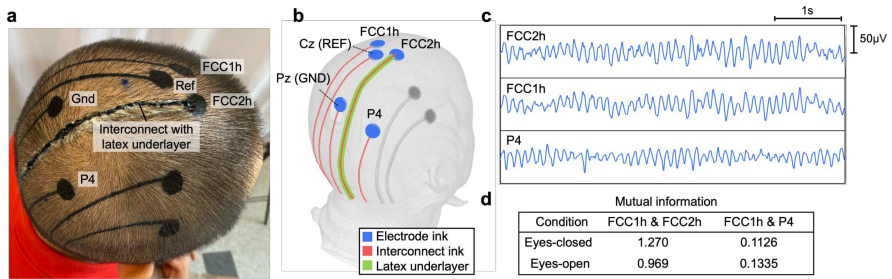 a
FCC1h
Ref
Gnd
FCC2h
Interconnect with
latex underlayer
P4
b
FCC1h
Cz (REF)
FCC2h
Pz (GND)
P4
Electrode ink
Interconnect ink
Latex underlayer
c
1s
50µV
FCC2h
FCC1h
P4
d
Mutual information
Condition FCC1h & FCC2h FCC1h & P4
Eyes-closed 1.270 0.1126
Eyes-open 0.969 0.1335